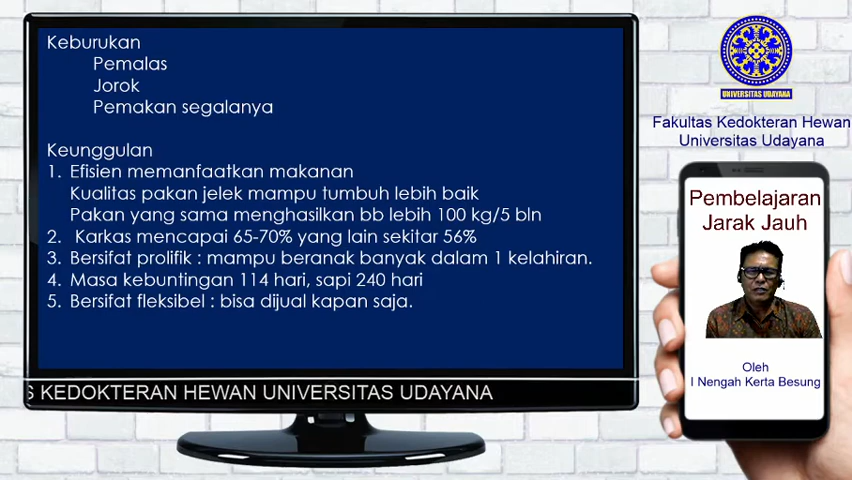 Keburukan
Pemalas
Jorok
Pemakan segalanya
Keunggulan
1. Efisien memanfaatkan makanan
Kualitas pakan jelek mampu tumbuh lebih baik
Pakan yang sama menghasilkan bb lebih 100 kg/5 bln
2. Karkas mencapai 65-70% yang lain sekitar 56%
3. Bersifat prolifik : mampu beranak banyak dalam 1 kelahiran.
4. Masa kebuntingan 114 hari, sapi 240 hari
5. Bersifat fleksibel : bisa dijual kapan saja.
S KEDOKTERAN HEWAN UNIVERSITAS UDAYANA
UNIVERSITAS UDAYANA
Fakultas Kedokteran Hewan
Universitas Udayana
Pembelajaran
Jarak Jauh
Oleh
I Nengah Kerta Besung